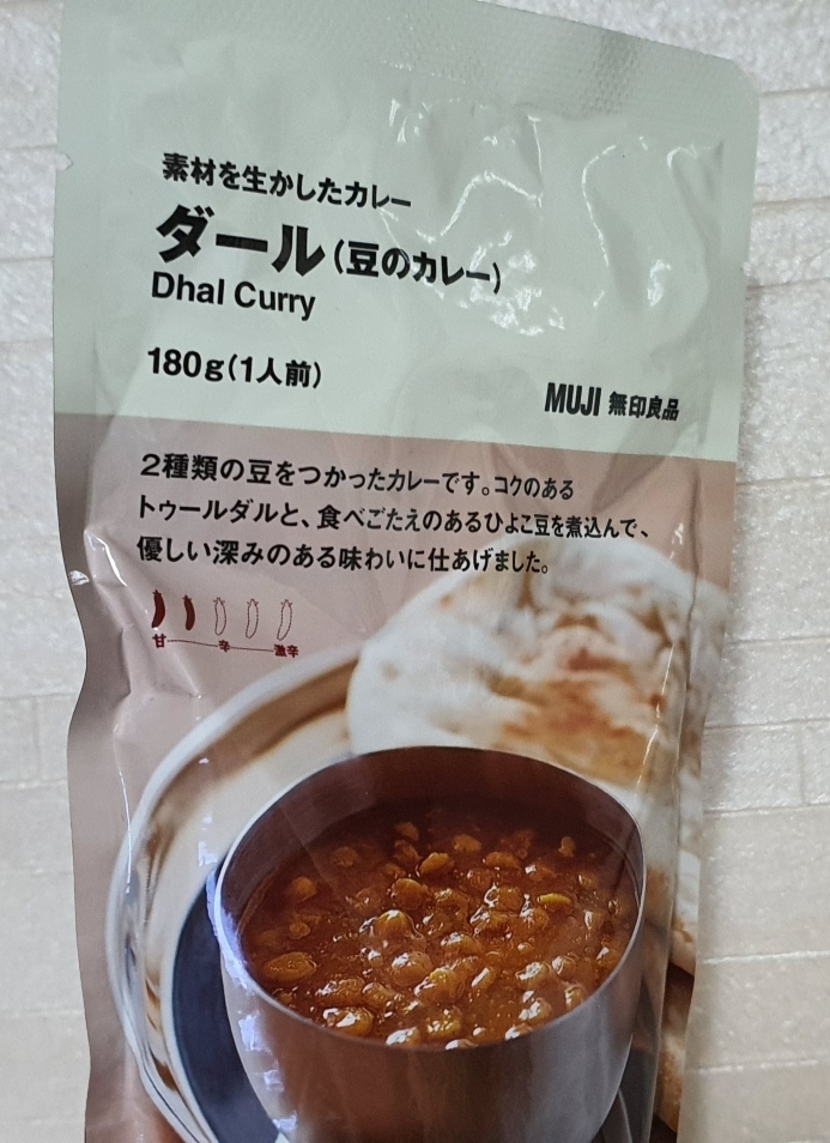 素材を生かしたカレー
ダール(豆のカレー)
Dhal Curry
180g(1人前)
MUJI 無印良品
2種類の豆をつかったカレーです。コクのある
トゥールダルと、食べごたえのあるひよこ豆を煮込んで、
優しい深みのある味わいに仕あげました。
甘 辛 激辛